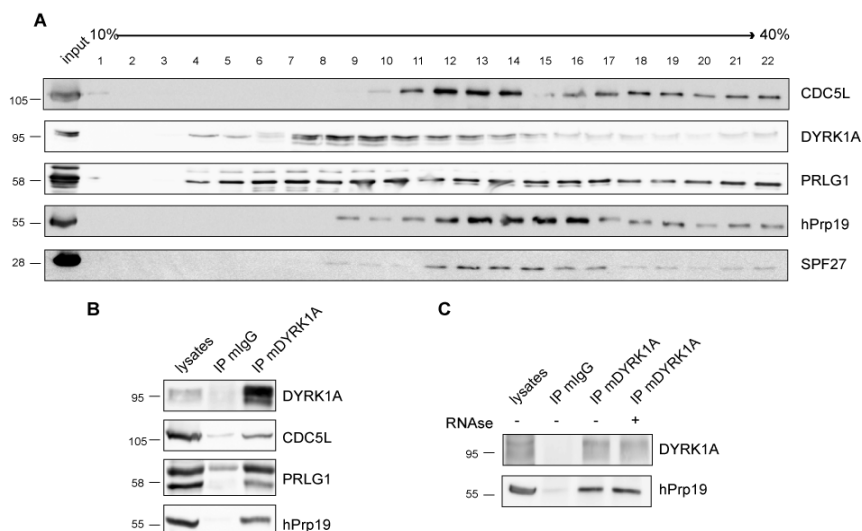 A
input 10% 40%
1 2 3 4 5 6 7 8 9 10 11 12 13 14 15 16 17 18 19 20 21 22
105 CDC5L
95 DYRK1A
58 PRLG1
55 hPrp19
28 SPF27
B
lysates IP mIgG IP mDYRK1A
95 DYRK1A
105 CDC5L
58 PRLG1
55 hPrp19
C
lysates IP mIgG IP mDYRK1A IP mDYRK1A
RNAse - - - +
95 DYRK1A
55 hPrp19